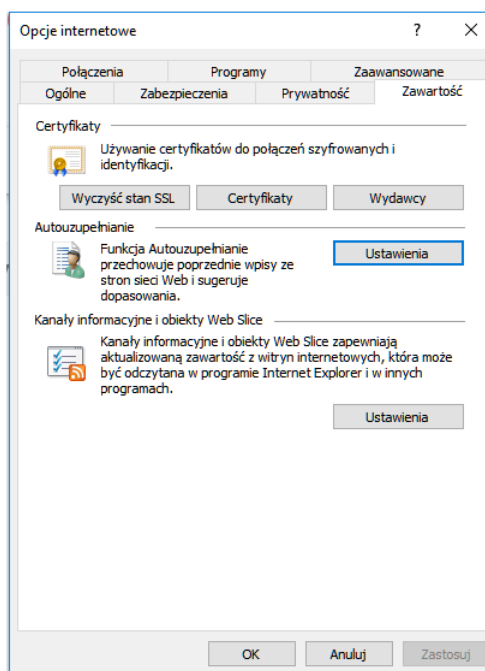 Opcje internetowe
?
Połączenia Programy Zaawansowane
Ogólne Zabezpieczenia Prywatność Zawartość
Certyfikaty
Używanie certyfikatów do połączeń szyfrowanych i
identyfikacji.
Wyczyść stan SSL Certyfikaty Wydawcy
Autouzupełnianie
Funkcja Autouzupełnianie
przechowuje poprzednie wpisy ze
stron sieci Web i sugeruje
dopasowania.
Ustawienia
Kanały informacyjne i obiekty Web Slice
Kanały informacyjne i obiekty Web Slice zapewniają
aktualizowaną zawartość z witryn internetowych, która może
być odczytana w programie Internet Explorer i w innych
programach.
Ustawienia
OK Anuluj Zastosuj